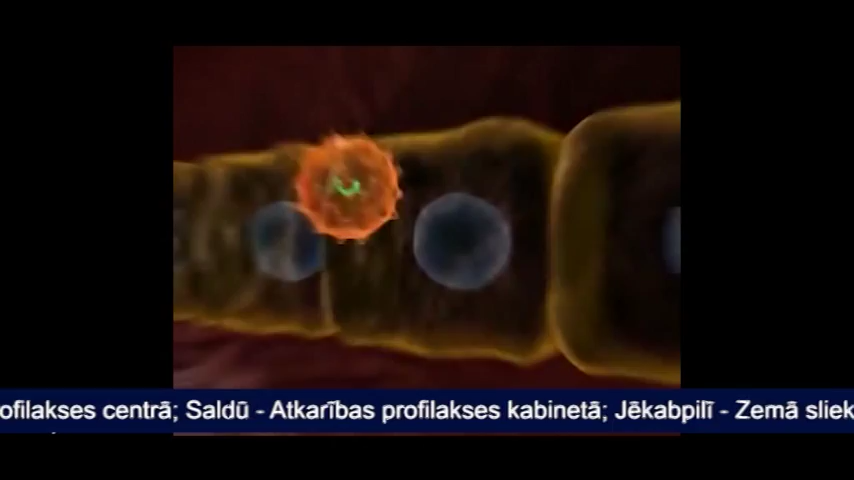 ofilakses centrā; Saldū - Atkarības profilakses kabinetā; Jēkabpilī - Zemā sliek